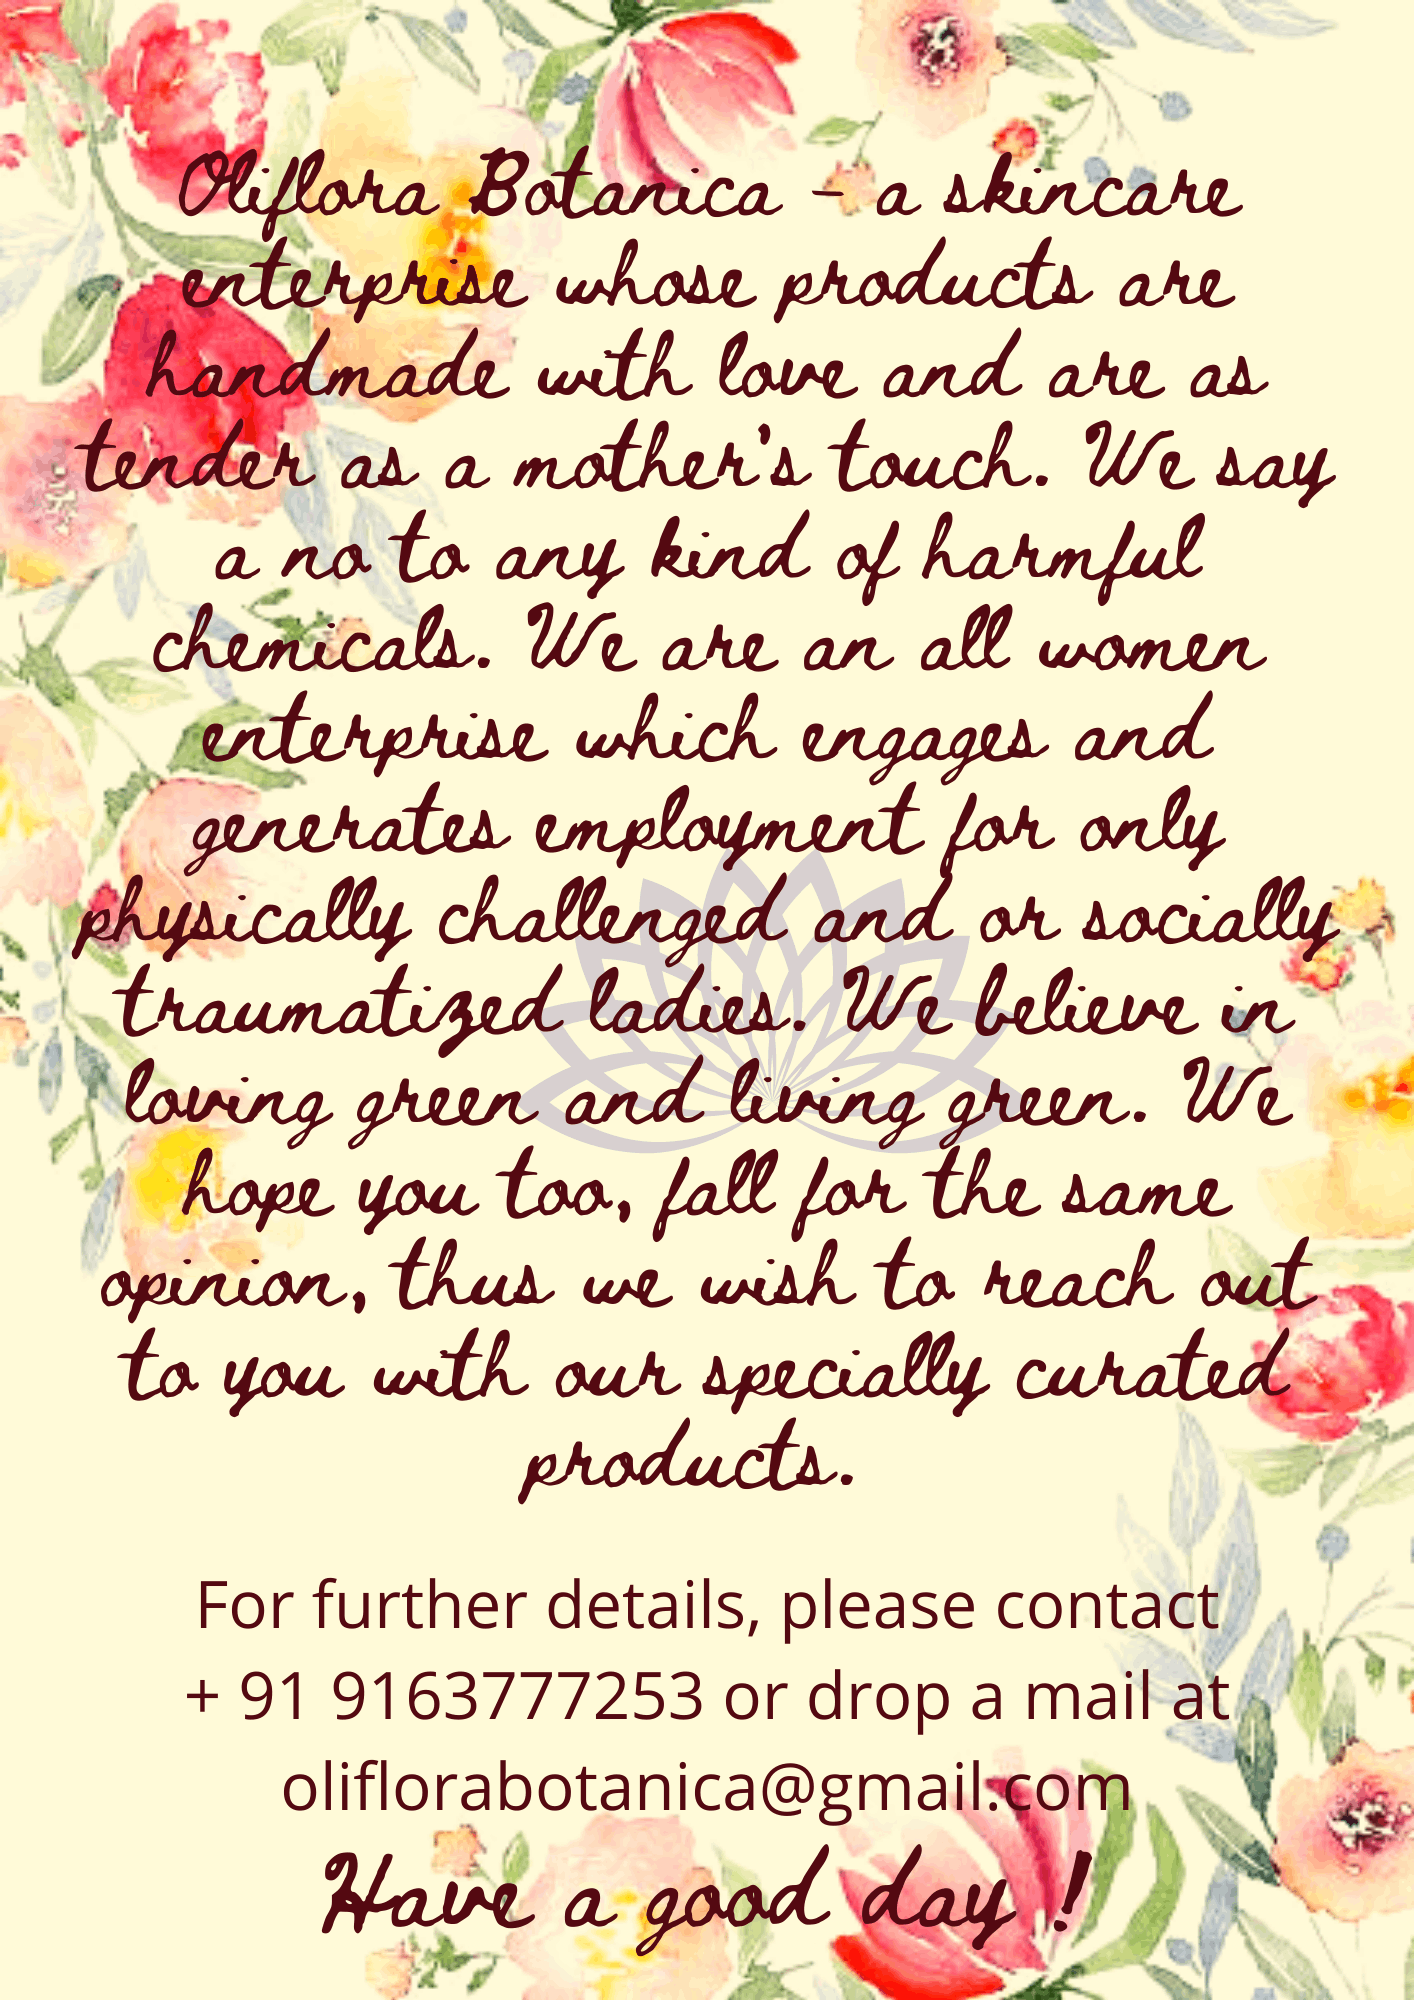 Oliflora Botanica - a skincare
enterprise whose products are
handmade with love and are as
tender as a mother's touch. We say
a no to any kind of harmful
chemicals. We are an all women
enterprise which engages and
generates employment for only
physically challenged and or socially
traumatized ladies. We believe in
loving green and living green. We
hope you too, fall for the same
opinion, thus we wish to reach out
to you with our specially curated
products.
For further details, please contact
+ 91 9163777253 or drop a mail at
oliflorabotanica@gmail.com
Have a good day !